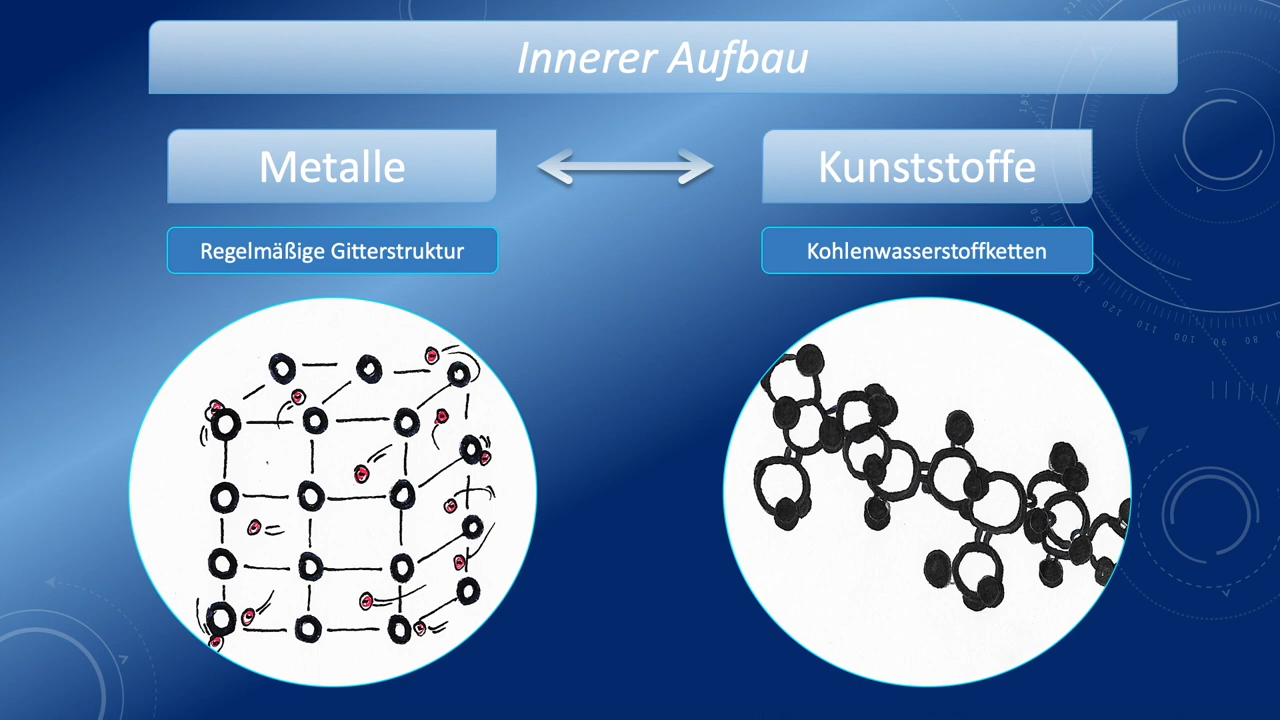 Innerer Aufbau
Metalle
Kunststoffe
Regelmäßige Gitterstruktur
Kohlenwasserstoffketten